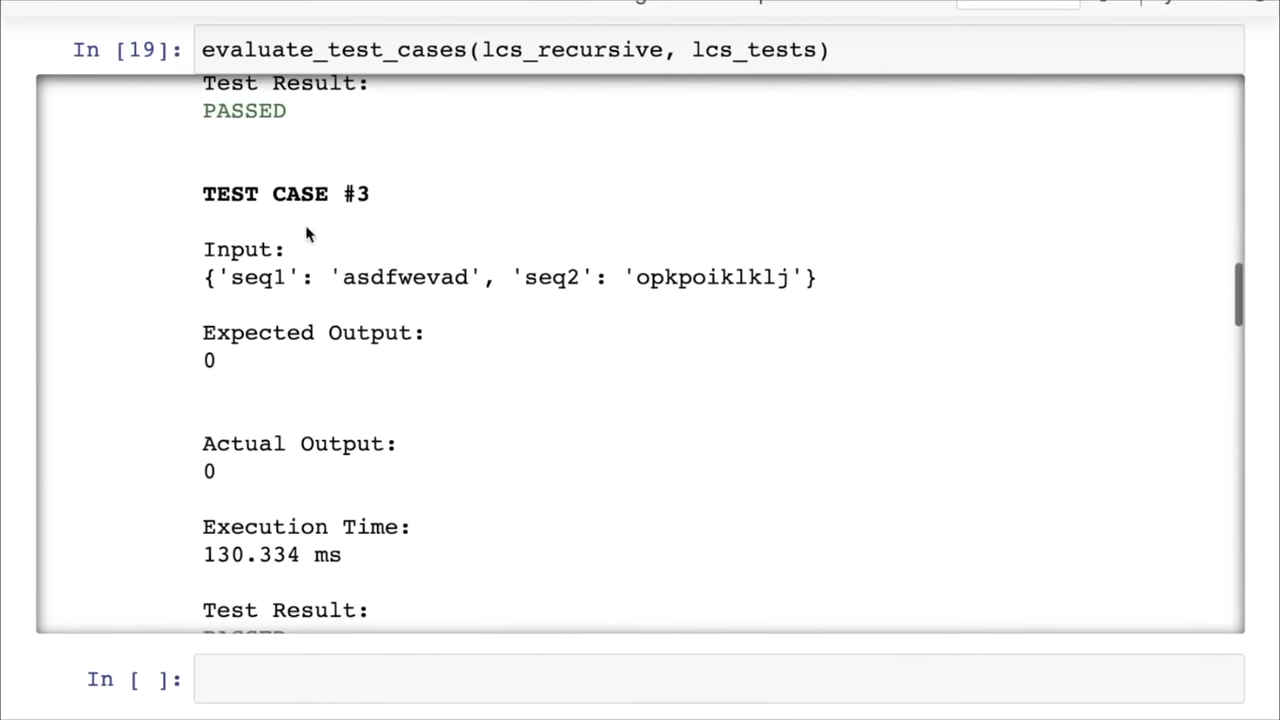 In [19]: evaluate_test_cases(lcs_recursive, lcs_tests)
Test Result:
PASSED
TEST CASE #3
Input:
{'seq1': 'asdfwevad', 'seq2': 'opkpoiklklj'}
Expected Output:
0
Actual Output:
0
Execution Time:
130.334 ms
Test Result:
PASSED
In [ ]: